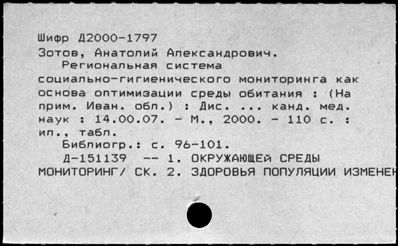 Шифр Д2000-1797
Зотов, Анатолий Александрович.
Региональная система
социально-гигиенического мониторинга как
основа оптимизации среды обитания : (На
прим. Иван. обл.) : Дис. ... канд. мед.
наук : 14.00.07. - М., 2000. - 110 с. :
ил., табл.
Библиогр.: с. 96-101.
Д-151139 -- 1. ОКРУЖАЮЩЕЙ СРЕДЫ
МОНИТОРИНГ/ СК. 2. ЗДОРОВЬЯ ПОПУЛЯЦИИ ИЗМЕНЕН